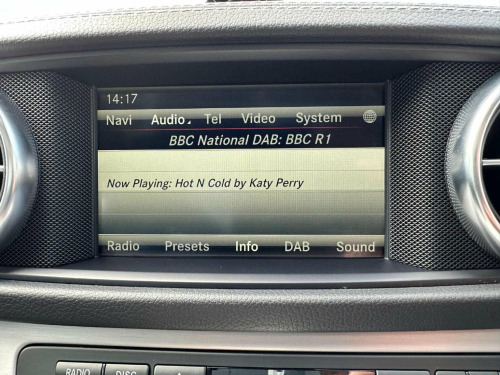 14:17
Navi Audio Tel Video System
BBC National DAB: BBC R1
Now Playing: Hot N Cold by Katy Perry
Radio Presets Info DAB Sound
RADIO DISC